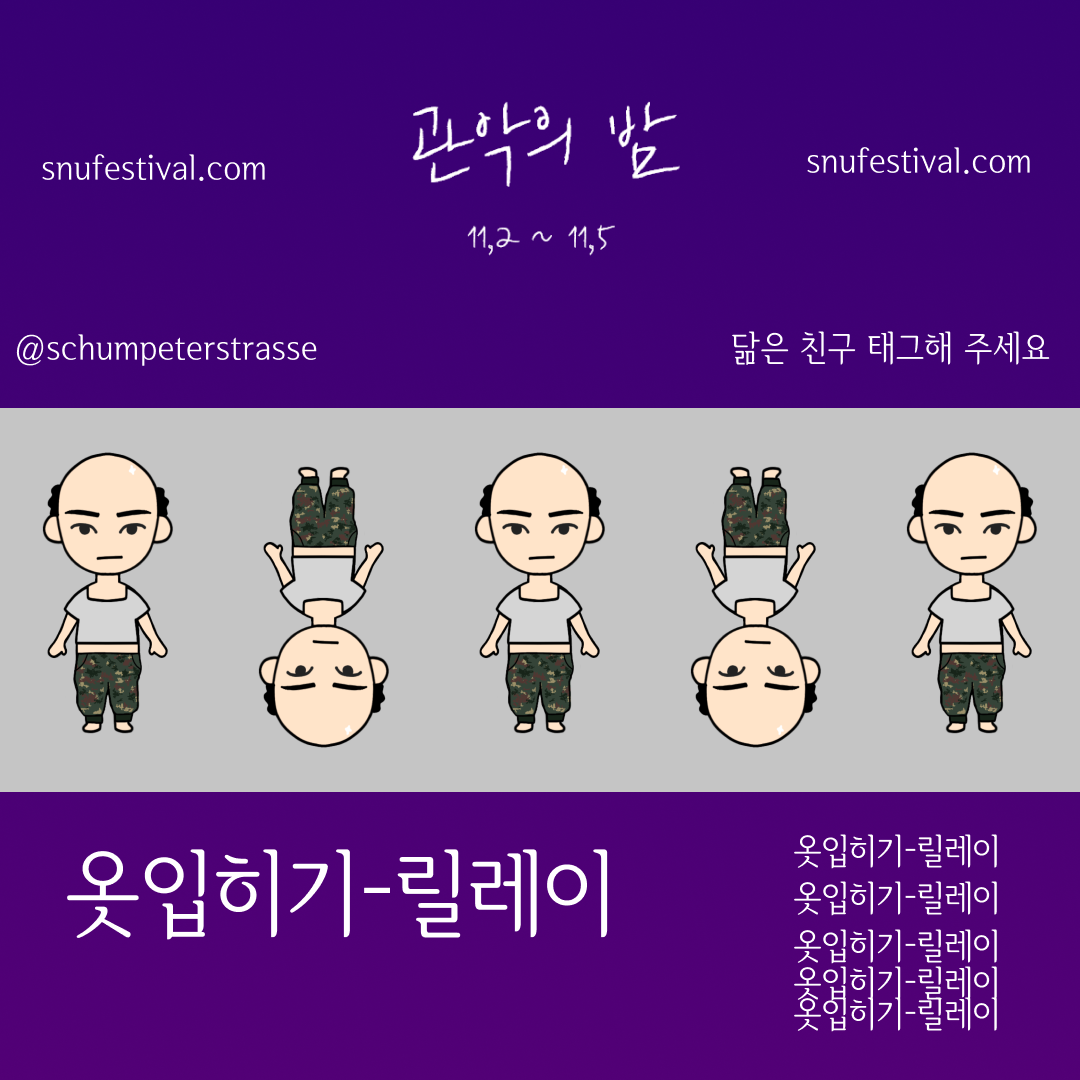 관악의 밤
snufestival.com
snufestival.com
11,2 ~ 11,5
@schumpeterstrasse
닮은 친구 태그해 주세요
옷입히기-릴레이
옷입히기-릴레이
옷입히기-릴레이
옷입히기-릴레이
옷입히기-릴레이
옷입히기-릴레이